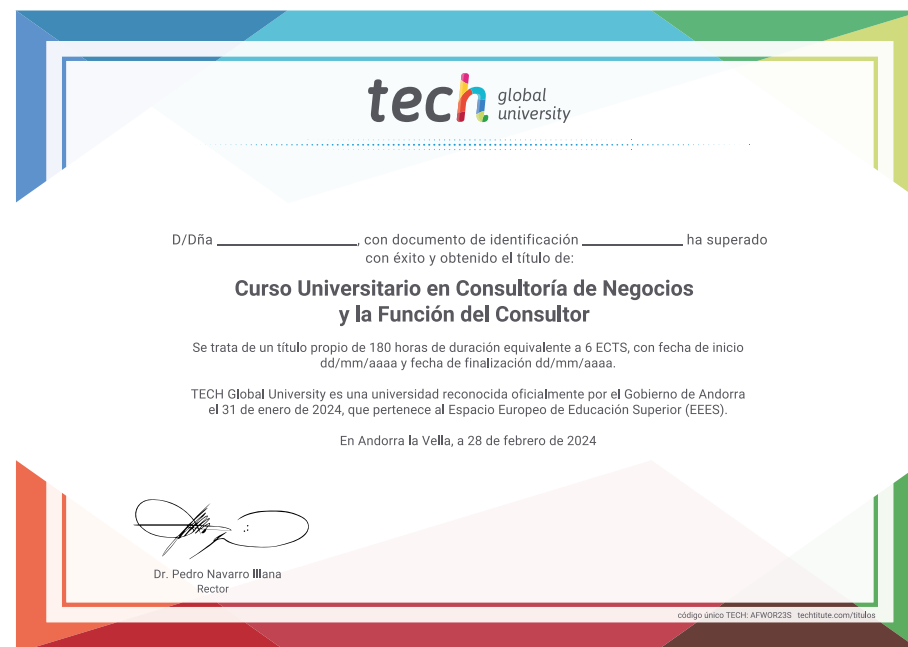 tech global university
D/Dña ____________________, con documento de identificación ______________ ha superado
con éxito y obtenido el título de:
Curso Universitario en Consultoría de Negocios
y la Función del Consultor
Se trata de un título propio de 180 horas de duración equivalente a 6 ECTS, con fecha de inicio
dd/mm/aaaa y fecha de finalización dd/mm/aaaa.
TECH Global University es una universidad reconocida oficialmente por el Gobierno de Andorra
el 31 de enero de 2024, que pertenece al Espacio Europeo de Educación Superior (EEES).
En Andorra la Vella, a 28 de febrero de 2024
Dr. Pedro Navarro Illana
Rector
código único TECH: AFWOR23S techtitute.com/titulos